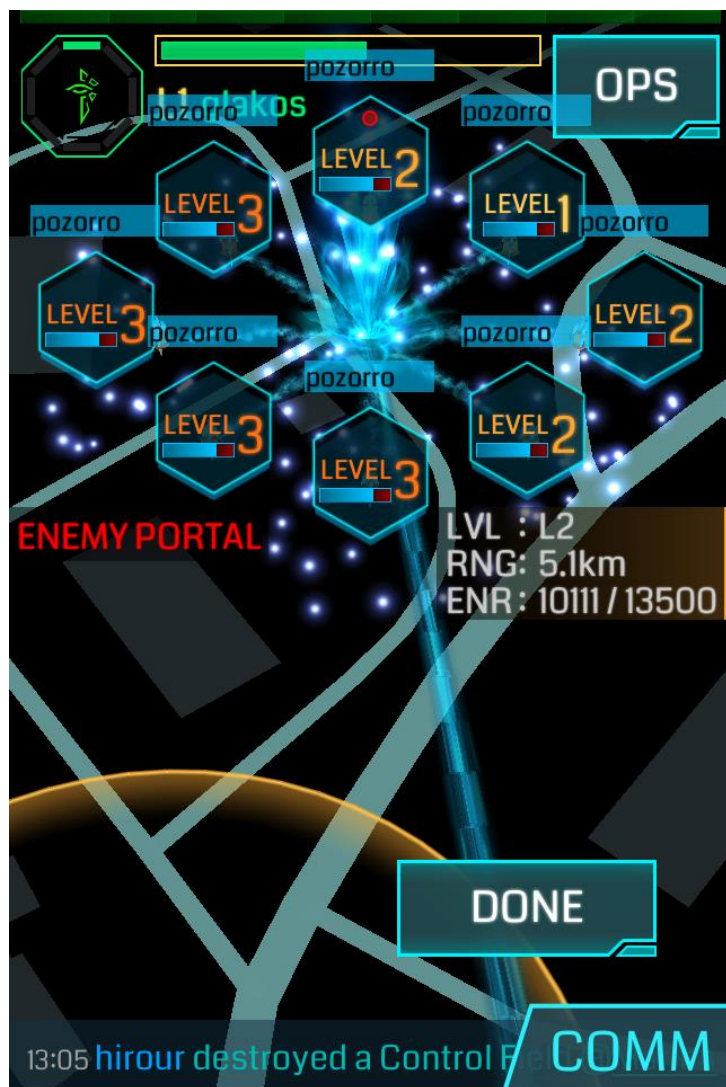 pozorro
OPS
L1 glakos
pozorro
pozorro
LEVEL 2
LEVEL 3
LEVEL 1
pozorro
pozorro
LEVEL 3
LEVEL 2
pozorro
pozorro
pozorro
LEVEL 3
LEVEL 2
LEVEL 3
ENEMY PORTAL
LVL : L2
RNG: 5.1km
ENR : 10111 / 13500
DONE
13:05 hirour destroyed a Control
COMM